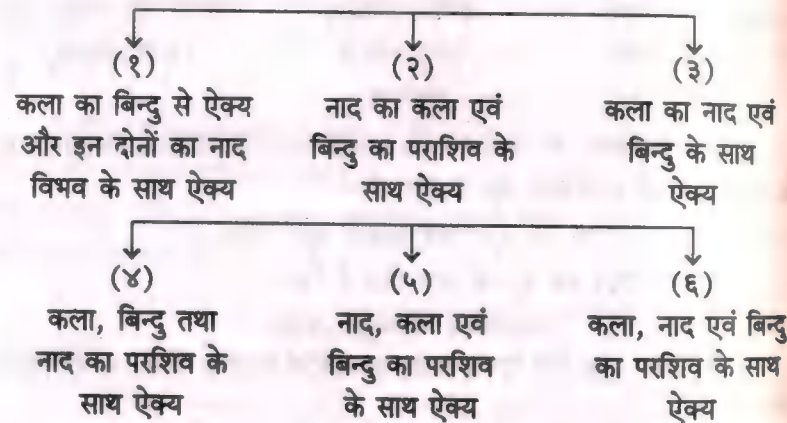 (१)
कला का बिन्दु से ऐक्य
और इन दोनों का नाद
विभव के साथ ऐक्य
(२)
नाद का कला एवं
बिन्दु का पराशिव के
साथ ऐक्य
(३)
कला का नाद एवं
बिन्दु के साथ
ऐक्य
(४)
कला, बिन्दु तथा
नाद का परशिव के
साथ ऐक्य
(५)
नाद, कला एवं
बिन्दु का परशिव
के साथ ऐक्य
(६)
कला, नाद एवं बिन्दु
का परशिव के साथ
ऐक्य